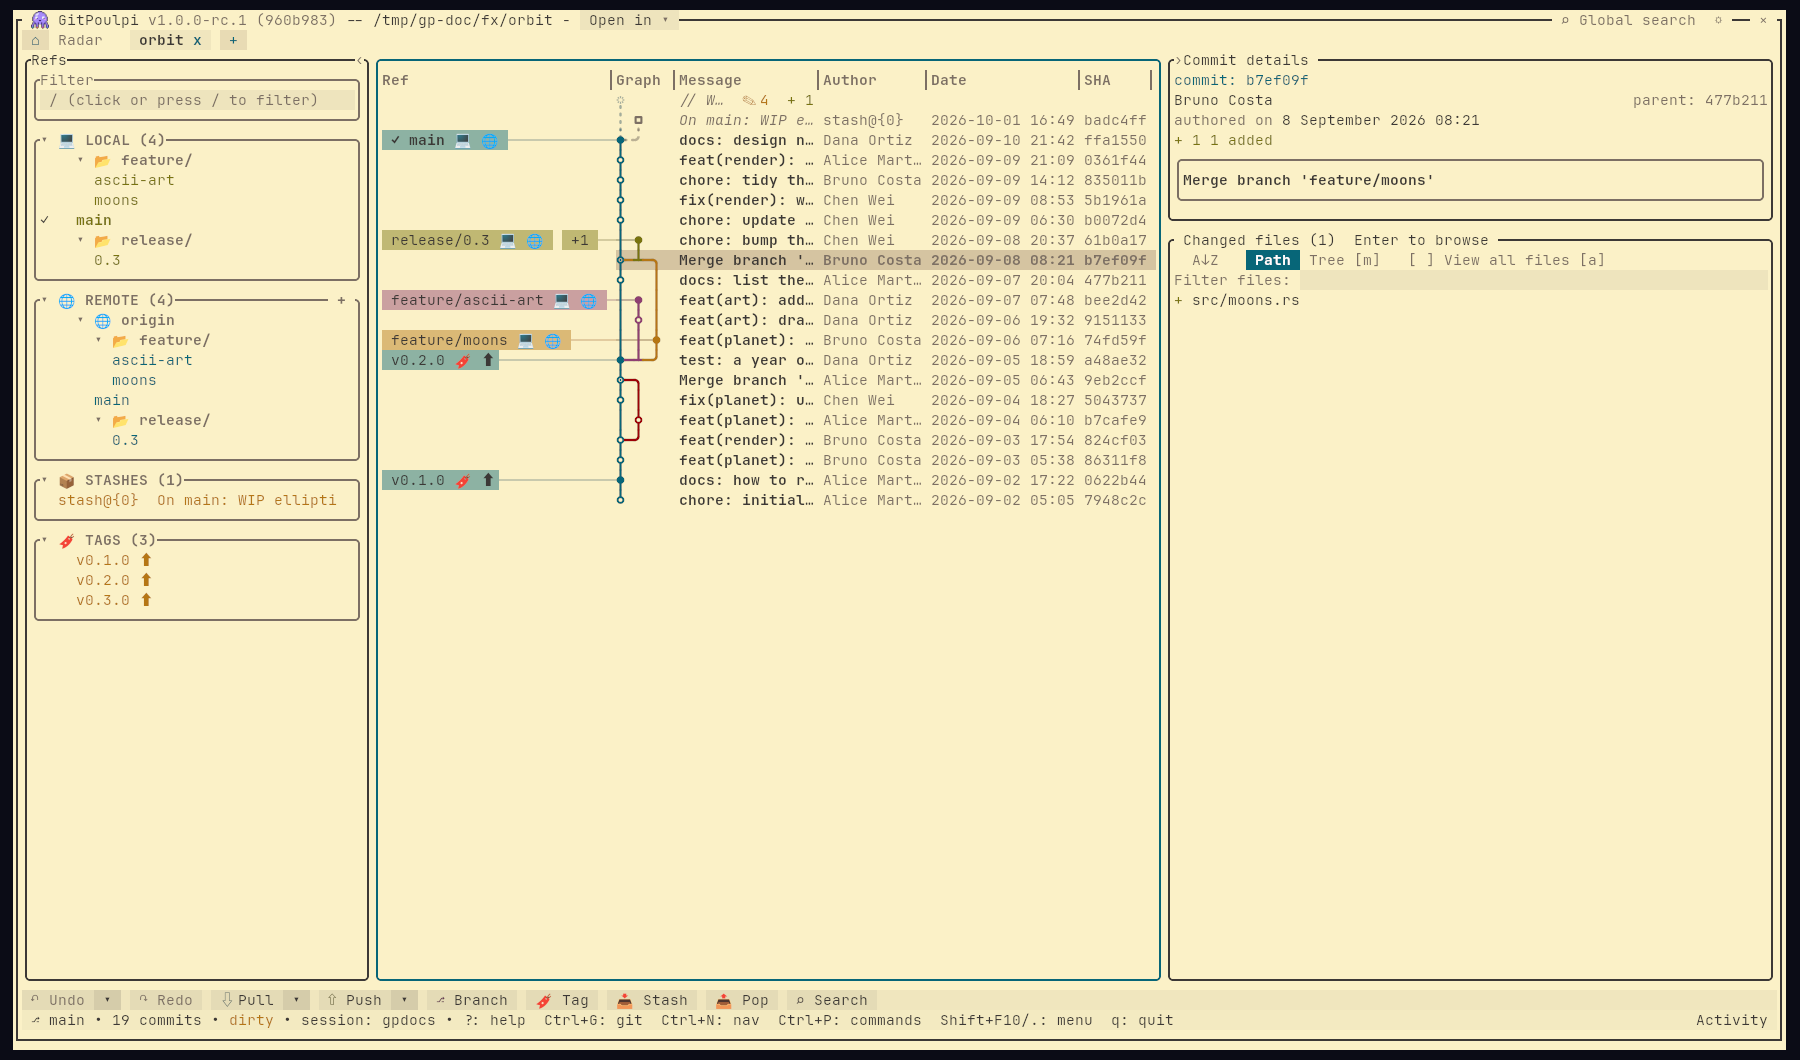 GitPoulpi v1.0.0-rc.1 (960b983) -- /tmp/gp-doc/fx/orbit - Open in ▾ ⌕ Global search ☼ ×
⌂ Radar orbit x +
Refs ‹
Filter
/ (click or press / to filter)
▾ 💻 LOCAL (4)
▾ 📂 feature/
ascii-art
moons
✓ main
▾ 📂 release/
0.3
▾ 🌐 REMOTE (4) +
▾ 🌐 origin
▾ 📂 feature/
ascii-art
moons
main
▾ 📂 release/
0.3
▾ 📦 STASHES (1)
stash@{0} On main: WIP ellipti
▾ 🔖 TAGS (3)
v0.1.0 ⬆
v0.2.0 ⬆
v0.3.0 ⬆
Ref Graph Message Author Date SHA
// W… ✎4 + 1
On main: WIP e… stash@{0} 2026-10-01 16:49 badc4ff
✓ main 💻 🌐 docs: design n… Dana Ortiz 2026-09-10 21:42 ffa1550
feat(render): … Alice Mart… 2026-09-09 21:09 0361f44
chore: tidy th… Bruno Costa 2026-09-09 14:12 835011b
fix(render): w… Chen Wei 2026-09-09 08:53 5b1961a
chore: update … Chen Wei 2026-09-09 06:30 b0072d4
release/0.3 💻 🌐 +1 chore: bump th… Chen Wei 2026-09-08 20:37 61b0a17
Merge branch '… Bruno Costa 2026-09-08 08:21 b7ef09f
docs: list the… Alice Mart… 2026-09-07 20:04 477b211
feature/ascii-art 💻 🌐 feat(art): add… Dana Ortiz 2026-09-07 07:48 bee2d42
feat(art): dra… Dana Ortiz 2026-09-06 19:32 9151133
feature/moons 💻 🌐 feat(planet): … Bruno Costa 2026-09-06 07:16 74fd59f
v0.2.0 🔖 ⬆ test: a year o… Dana Ortiz 2026-09-05 18:59 a48ae32
Merge branch '… Alice Mart… 2026-09-05 06:43 9eb2ccf
fix(planet): u… Chen Wei 2026-09-04 18:27 5043737
feat(planet): … Alice Mart… 2026-09-04 06:10 b7cafe9
feat(render): … Bruno Costa 2026-09-03 17:54 824cf03
feat(planet): … Bruno Costa 2026-09-03 05:38 86311f8
v0.1.0 🔖 ⬆ docs: how to r… Alice Mart… 2026-09-02 17:22 0622b44
chore: initial… Alice Mart… 2026-09-02 05:05 7948c2c
›Commit details
commit: b7ef09f
Bruno Costa parent: 477b211
authored on 8 September 2026 08:21
+ 1 1 added
Merge branch 'feature/moons'
Changed files (1) Enter to browse
A↓Z Path Tree [m] [ ] View all files [a]
Filter files:
+ src/moons.rs
↶ Undo ▾ ↷ Redo ⇩Pull ▾ ⇧ Push ▾ ⎇ Branch 🔖 Tag 📥 Stash 📤 Pop ⌕ Search
⎇ main • 19 commits • dirty • session: gpdocs • ?: help Ctrl+G: git Ctrl+N: nav Ctrl+P: commands Shift+F10/.: menu q: quit Activity